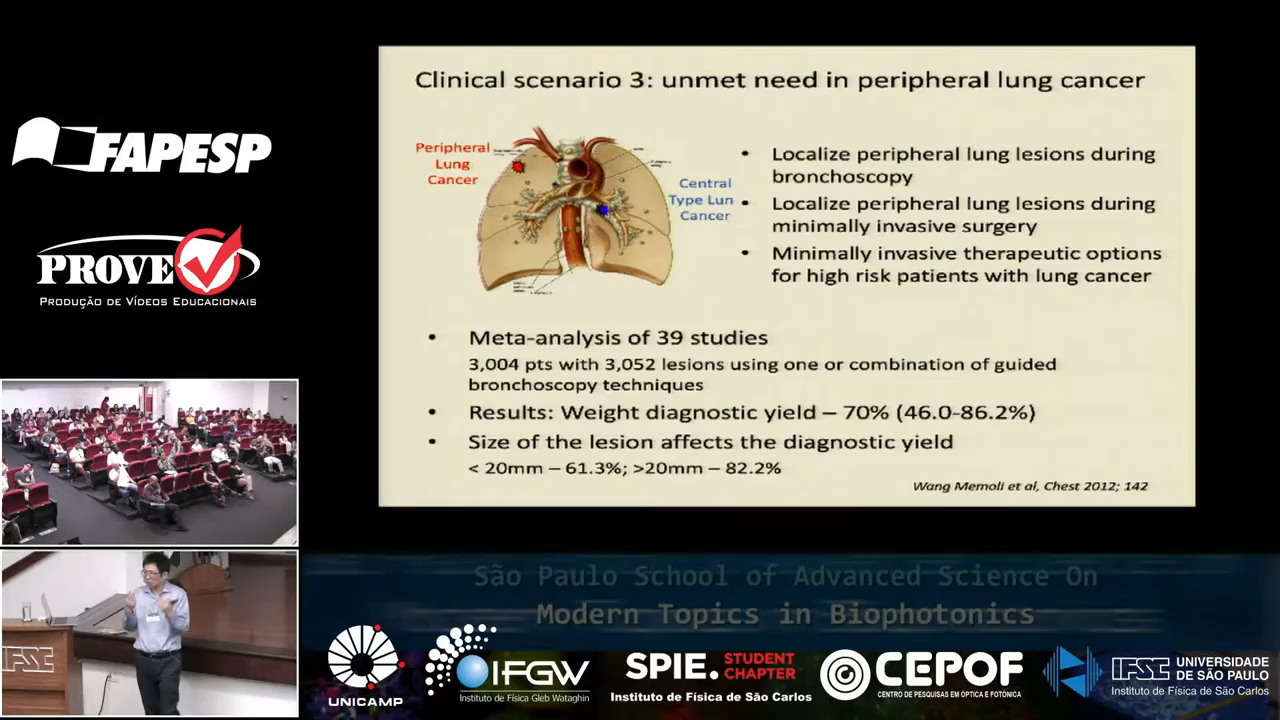 FAPESP
PROVE
PRODUÇÃO DE VÍDEOS EDUCACIONAIS
Clinical scenario 3: unmet need in peripheral lung cancer
Peripheral
Lung
Cancer
Central
Type Lun
Cancer
• Localize peripheral lung lesions during
bronchoscopy
• Localize peripheral lung lesions during
minimally invasive surgery
• Minimally invasive therapeutic options
for high risk patients with lung cancer
• Meta-analysis of 39 studies
3,004 pts with 3,052 lesions using one or combination of guided
bronchoscopy techniques
• Results: Weight diagnostic yield – 70% (46.0-86.2%)
• Size of the lesion affects the diagnostic yield
< 20mm – 61.3%; >20mm – 82.2%
Wang Memoli et al, Chest 2012; 142
IFSC
São Paulo School of Advanced Science On
Modern Topics in Biophotonics
UNICAMP
IFGW
Instituto de Física Gleb Wataghin
SPIE. STUDENT
CHAPTER
Instituto de Física de São Carlos
CEPOF
CENTRO DE PESQUISAS EM ÓPTICA E FOTÔNICA
IFSC UNIVERSIDADE
DE SÃO PAULO
Instituto de Física de São Carlos